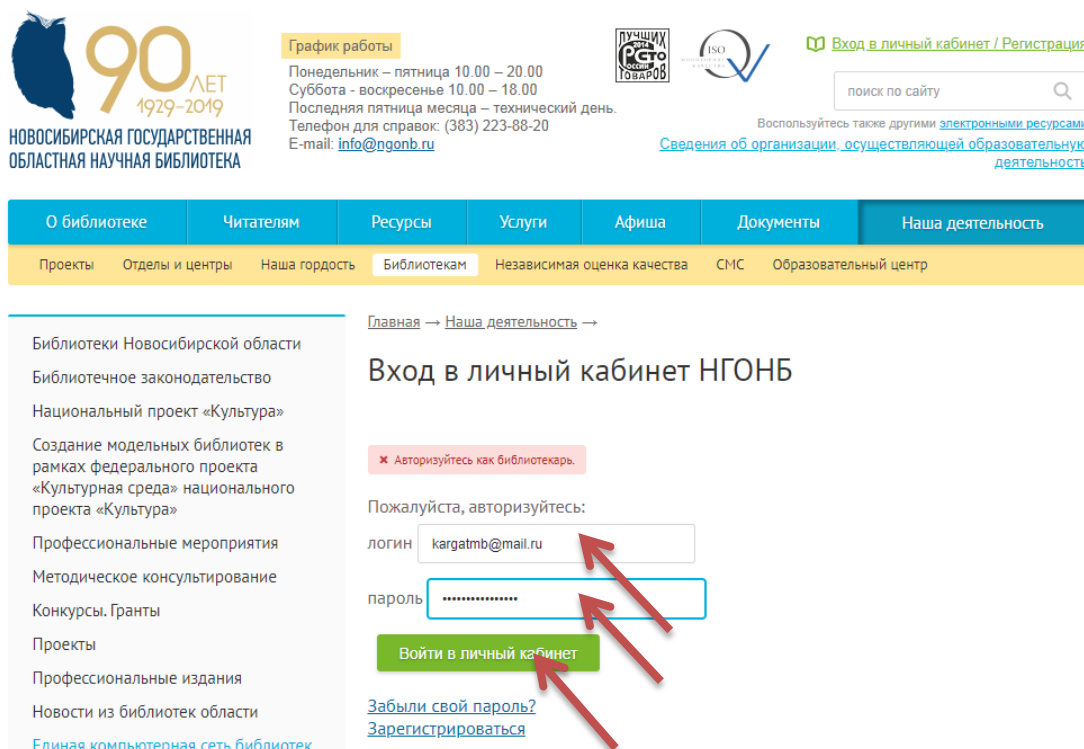 90 ЛЕТ
1929-2019
НОВОСИБИРСКАЯ ГОСУДАРСТВЕННАЯ
ОБЛАСТНАЯ НАУЧНАЯ БИБЛИОТЕКА
График работы
Понедельник – пятница 10.00 – 20.00
Суббота - воскресенье 10.00 – 18.00
Последняя пятница месяца – технический день.
Телефон для справок: (383) 223-88-20
E-mail: info@ngonb.ru
ЛУЧШИХ
2014
СТО
РОССИИ
ТОВАРОВ
ISO
Вход в личный кабинет / Регистрация
поиск по сайту
Воспользуйтесь также другими электронными ресурсами
Сведения об организации, осуществляющей образовательную
деятельность
О библиотеке Читателям Ресурсы Услуги Афиша Документы Наша деятельность
Проекты Отделы и центры Наша гордость Библиотекам Независимая оценка качества СМС Образовательный центр
Библиотеки Новосибирской области
Библиотечное законодательство
Национальный проект «Культура»
Создание модельных библиотек в
рамках федерального проекта
«Культурная среда» национального
проекта «Культура»
Профессиональные мероприятия
Методическое консультирование
Конкурсы. Гранты
Проекты
Профессиональные издания
Новости из библиотек области
Единая компьютерная сеть библиотек
Главная → Наша деятельность →
Вход в личный кабинет НГОНБ
× Авторизуйтесь как библиотекарь.
Пожалуйста, авторизуйтесь:
логин kargatmb@mail.ru
пароль ••••••••••••••••
Войти в личный кабинет
Забыли свой пароль?
Зарегистрироваться